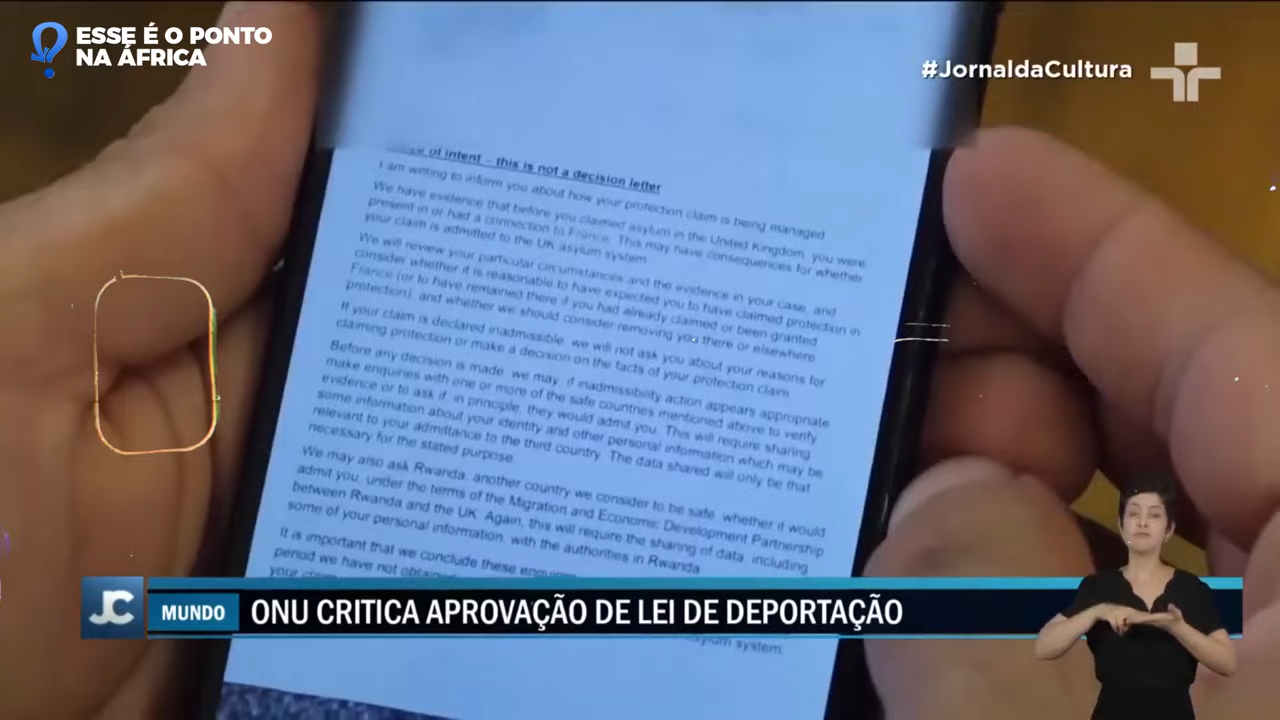 ESSE É O PONTO
NA ÁFRICA
#JornaldaCultura
of intent - this is not a decision letter
I am writing to inform you about how your protection claim is being managed
We have evidence that before you claimed asylum in the United Kingdom, you were
present in or had a connection to France. This may have consequences for whether
your claim is admitted to the UK asylum system
We will review your particular circumstances and the evidence in your case, and
consider whether it is reasonable to have expected you to have claimed protection in
France (or to have remained there if you had already claimed or been granted
protection), and whether we should consider removing you there or elsewhere
If your claim is declared inadmissible, we will not ask you about your reasons for
claiming protection or make a decision on the facts of your protection claim
Before any decision is made, we may, if inadmissibility action appears appropriate
make enquiries with one or more of the safe countries mentioned above to verify
evidence or to ask if, in principle, they would admit you. This will require sharing
some information about your identity and other personal information which may be
relevant to your admittance to the third country. The data shared will only be that
necessary for the stated purpose
We may also ask Rwanda, another country we consider to be safe, whether it would
admit you, under the terms of the Migration and Economic Development Partnership
between Rwanda and the UK. Again, this will require the sharing of data, including
some of your personal information, with the authorities in Rwanda
It is important that we conclude these
period we have not
asylum system
JC
MUNDO
ONU CRITICA APROVAÇÃO DE LEI DE DEPORTAÇÃO